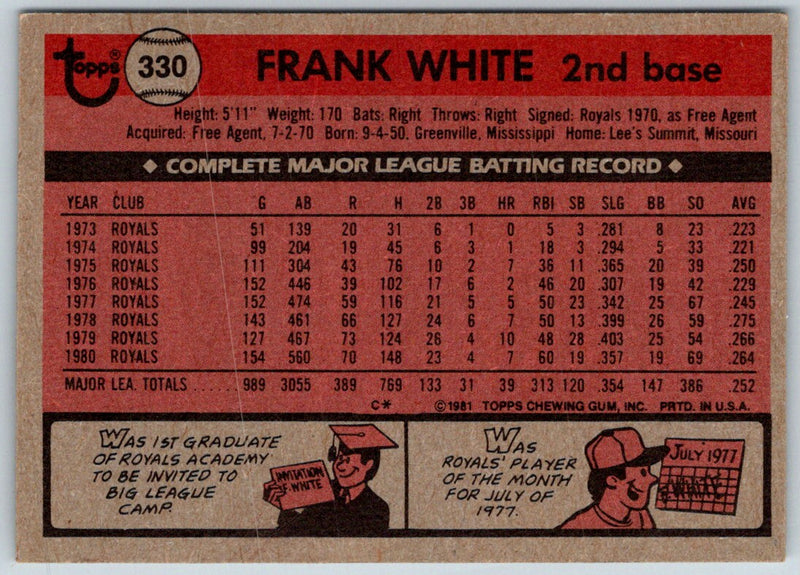 Topps® 330 FRANK WHITE 2nd base
Height: 5'11" Weight: 170 Bats: Right Throws: Right Signed: Royals 1970, as Free Agent
Acquired: Free Agent, 7-2-70 Born: 9-4-50, Greenville, Mississippi Home: Lee's Summit, Missouri
◆ COMPLETE MAJOR LEAGUE BATTING RECORD ◆
YEAR CLUB G AB R H 2B 3B HR RBI SB SLG BB SO AVG
1973 ROYALS 51 139 20 31 6 1 0 5 3 .281 8 23 .223
1974 ROYALS 99 204 19 45 6 3 1 18 3 .294 5 33 .221
1975 ROYALS 111 304 43 76 10 2 7 36 11 .365 20 39 .250
1976 ROYALS 152 446 39 102 17 6 2 46 20 .307 19 42 .229
1977 ROYALS 152 474 59 116 21 5 5 50 23 .342 25 67 .245
1978 ROYALS 143 461 66 127 24 6 7 50 13 .399 26 59 .275
1979 ROYALS 127 467 73 124 26 4 10 48 28 .403 25 54 .266
1980 ROYALS 154 560 70 148 23 4 7 60 19 .357 19 69 .264
MAJOR LEA. TOTALS ...... 989 3055 389 769 133 31 39 313 120 .354 147 386 .252
C* ©1981 TOPPS CHEWING GUM, INC. PRTD. IN U.S.A.
WAS 1ST GRADUATE
OF ROYALS ACADEMY
TO BE INVITED TO
BIG LEAGUE
CAMP.
INVITATION
F. WHITE
WAS
ROYALS' PLAYER
OF THE MONTH
FOR JULY OF
1977.
JULY 1977
F. WHITE